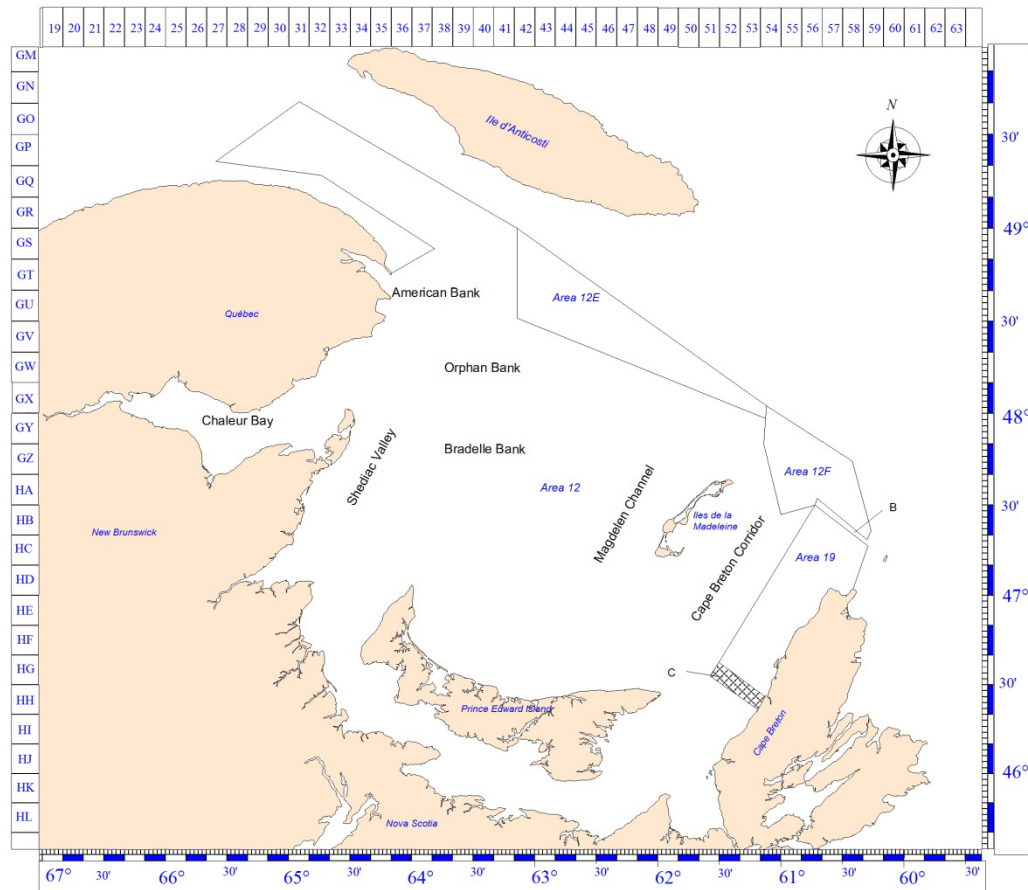 19 20 21 22 23 24 25 26 27 28 29 30 31 32 33 34 35 36 37 38 39 40 41 42 43 44 45 46 47 48 49 50 51 52 53 54 55 56 57 58 59 60 61 62 63
GM
GN
GO
GP
GQ
GR
GS
GT
GU
GV
GW
GX
GY
GZ
HA
HB
HC
HD
HE
HF
HG
HH
HI
HJ
HK
HL
Ile d'Anticosti
N
30'
49°
American Bank
Area 12E
Québec
30'
Orphan Bank
48°
Chaleur Bay
Shediac Valley
Bradelle Bank
Area 12
Magdelen Channel
Area 12F
Iles de la
Madeleine
B
30'
New Brunswick
Cape Breton Corridor
Area 19
47°
C
30'
Prince Edward Island
Cape Breton
46°
Nova Scotia
67° 30' 66° 30' 65° 30' 64° 30' 63° 30' 62° 30' 61° 30' 60° 30'